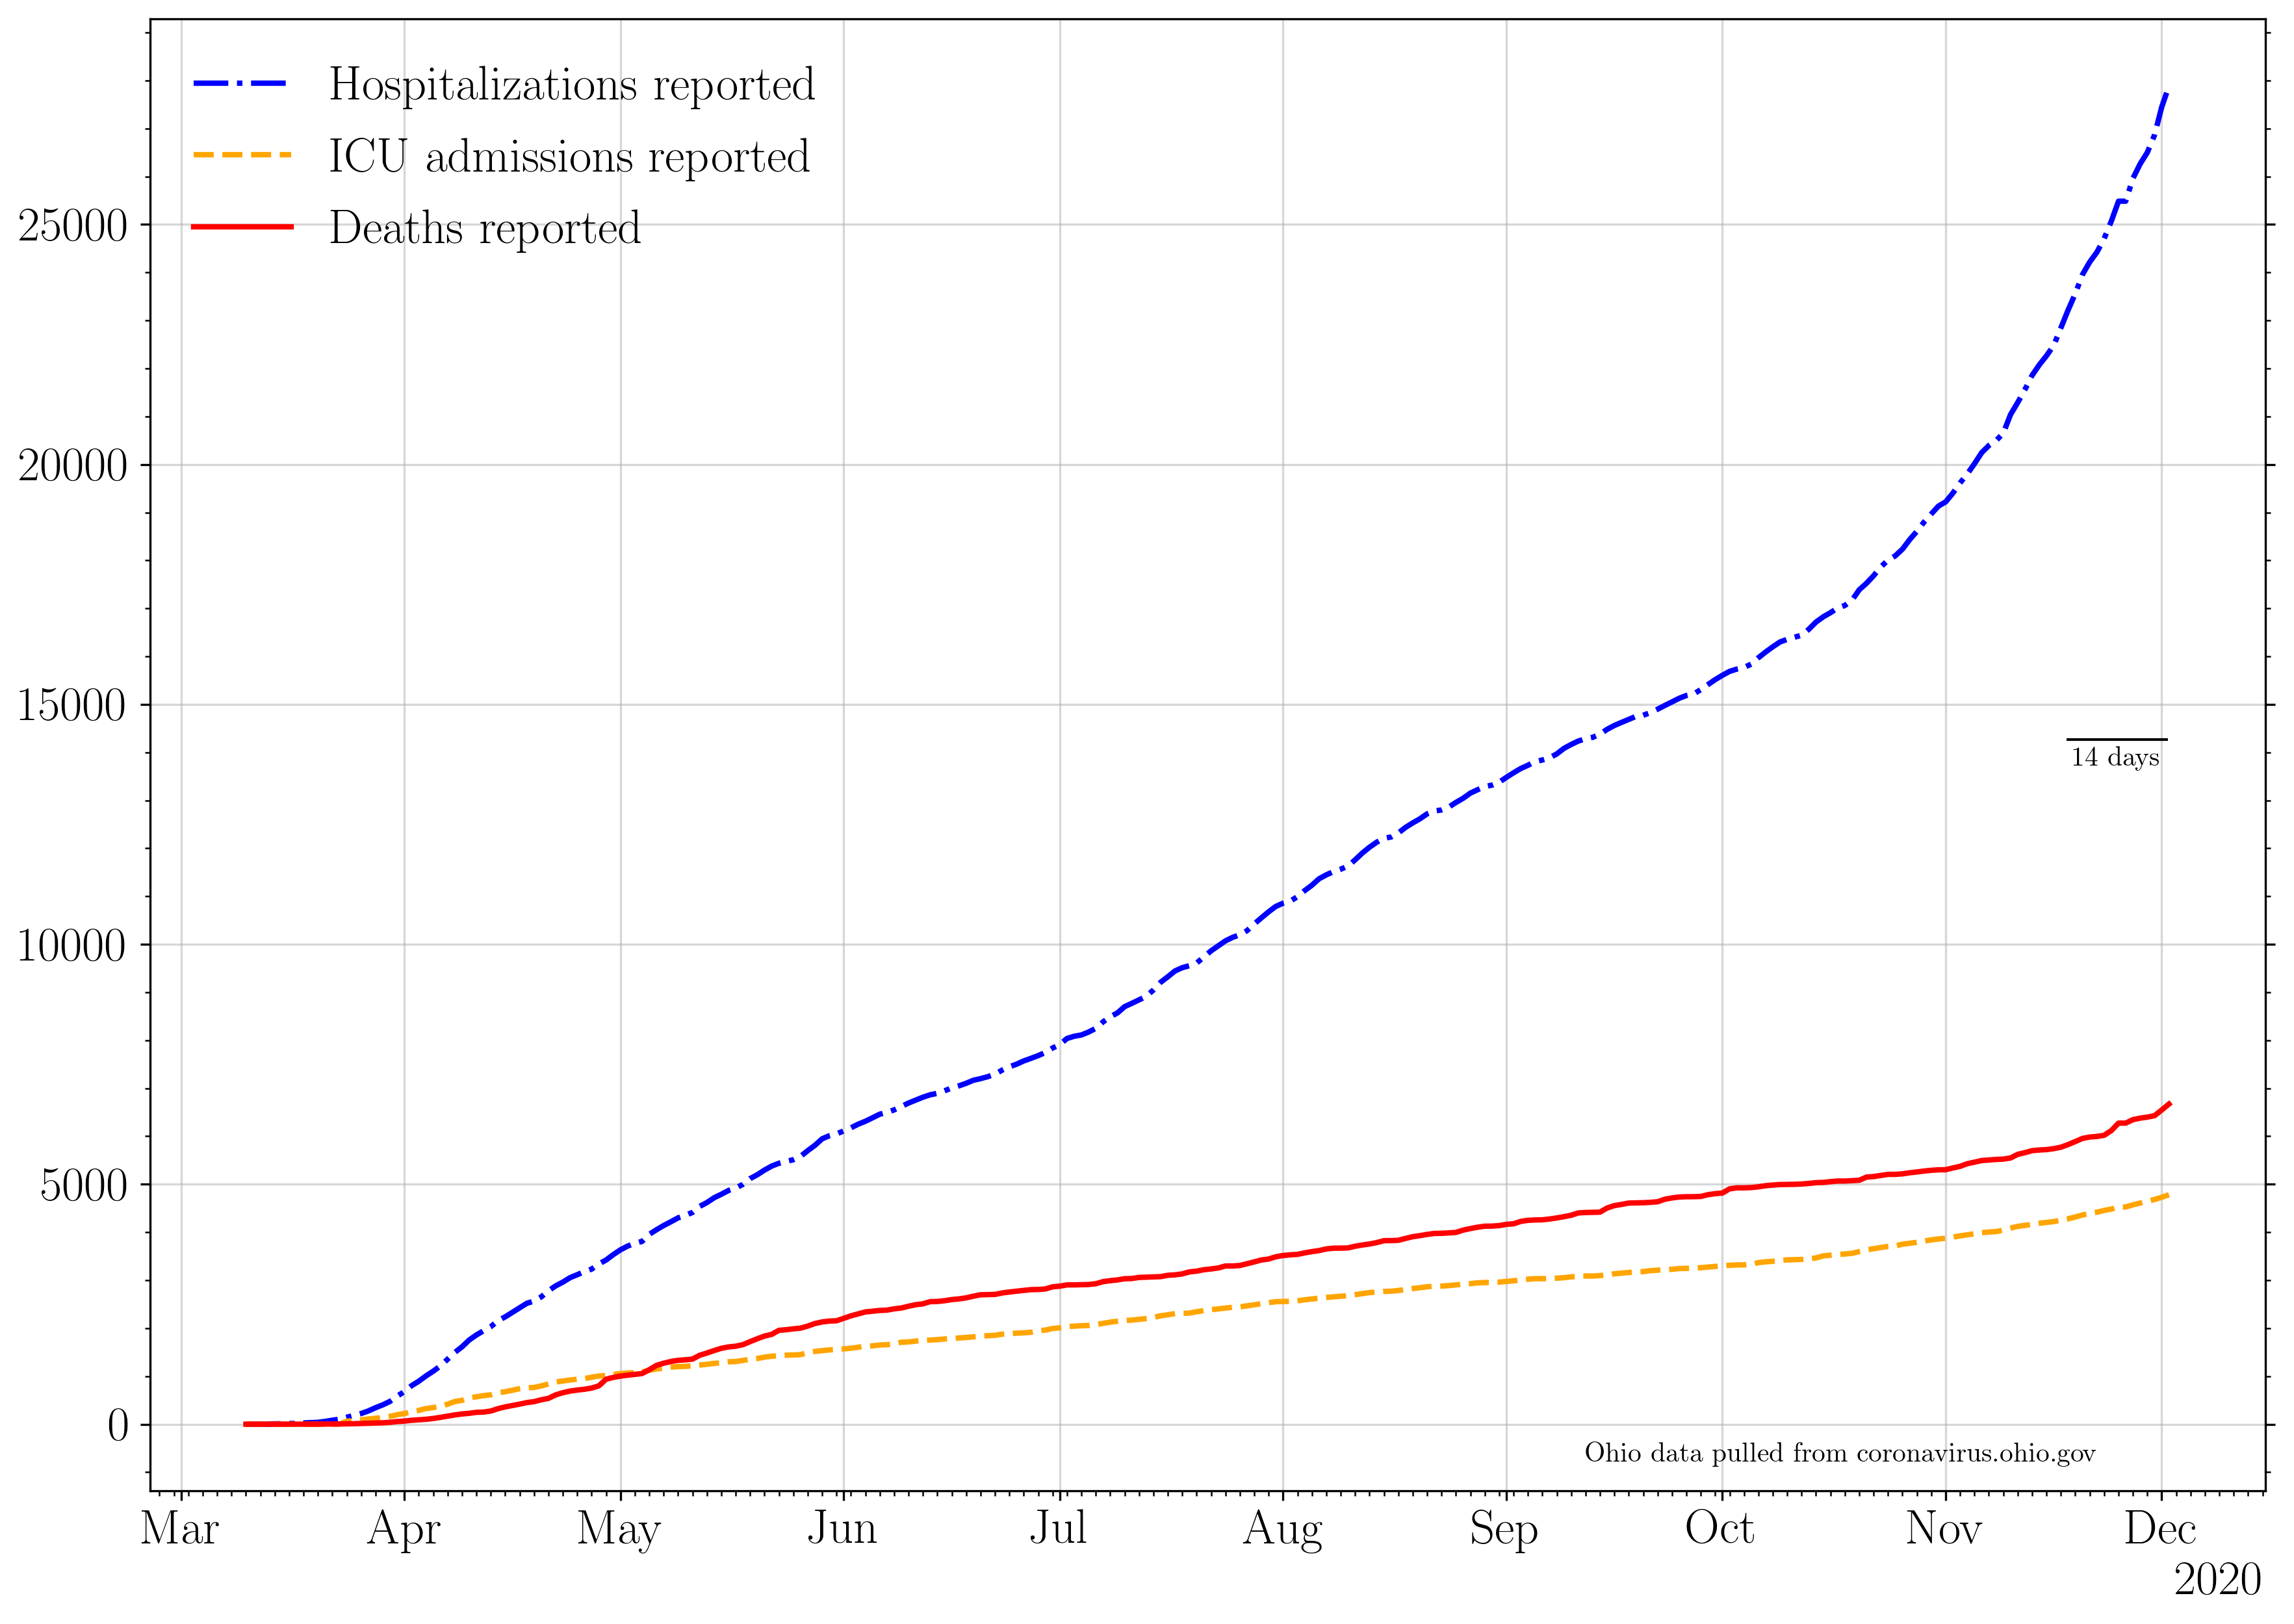 Hospitalizations reported
ICU admissions reported
Deaths reported
25000
20000
15000
14 days
10000
5000
0
Ohio data pulled from coronavirus.ohio.gov
Mar Apr May Jun Jul Aug Sep Oct Nov Dec
2020